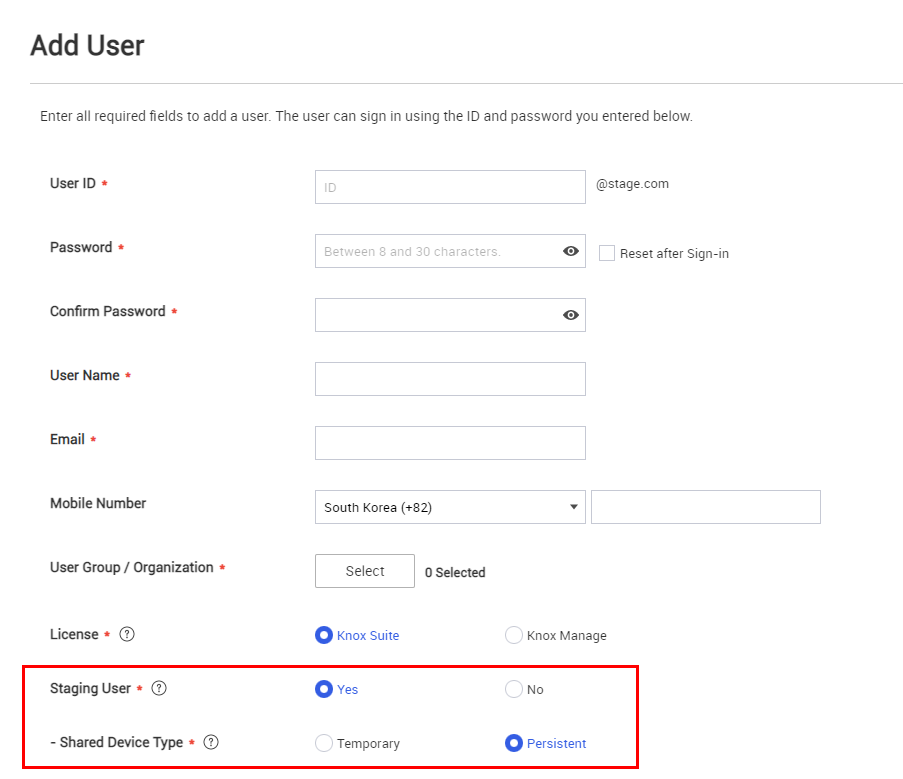 Add User
Enter all required fields to add a user. The user can sign in using the ID and password you entered below.
User ID * ID @stage.com
Password * Between 8 and 30 characters. Reset after Sign-in
Confirm Password *
User Name *
Email *
Mobile Number South Korea (+82)
User Group / Organization * Select 0 Selected
License * ? Knox Suite Knox Manage
Staging User * ? Yes No
- Shared Device Type * ? Temporary Persistent